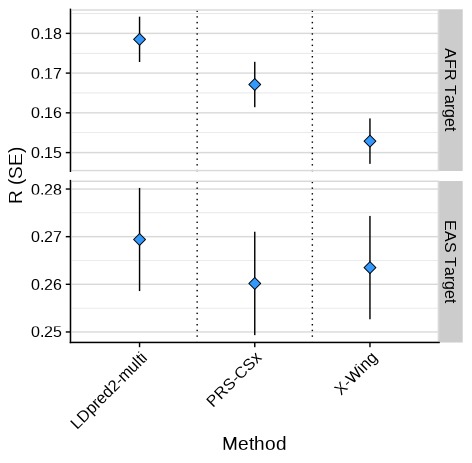 R (SE)
0.18
0.17
0.16
0.15
AFR Target
0.28
0.27
0.26
0.25
EAS Target
LDpred2-multi
PRS-CSx
X-Wing
Method